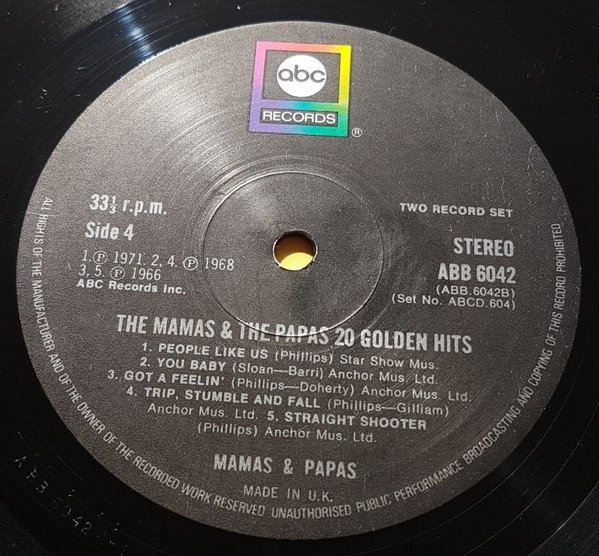 abc
RECORDS
®
33⅓ r.p.m.
Side 4
1.Ⓟ 1971. 2, 4. Ⓟ 1968
3, 5. Ⓟ 1966
ABC Records Inc.
TWO RECORD SET
STEREO
ABB 6042
(ABB.6042B)
(Set No. ABCD.604)
THE MAMAS & THE PAPAS 20 GOLDEN HITS
1. PEOPLE LIKE US (Phillips) Star Show Mus.
2. YOU BABY (Sloan—Barri) Anchor Mus. Ltd.
3. GOT A FEELIN' (Phillips—Doherty) Anchor Mus. Ltd.
4. TRIP, STUMBLE AND FALL (Phillips—Gilliam)
Anchor Mus. Ltd. 5. STRAIGHT SHOOTER
(Phillips) Anchor Mus. Ltd.
MAMAS & PAPAS
MADE IN U.K.
ALL RIGHTS OF THE MANUFACTURER AND OF THE OWNER OF THE RECORDED WORK RESERVED UNAUTHORISED PUBLIC PERFORMANCE BROADCASTING AND COPYING OF THIS RECORD PROHIBITED
ABB 6042